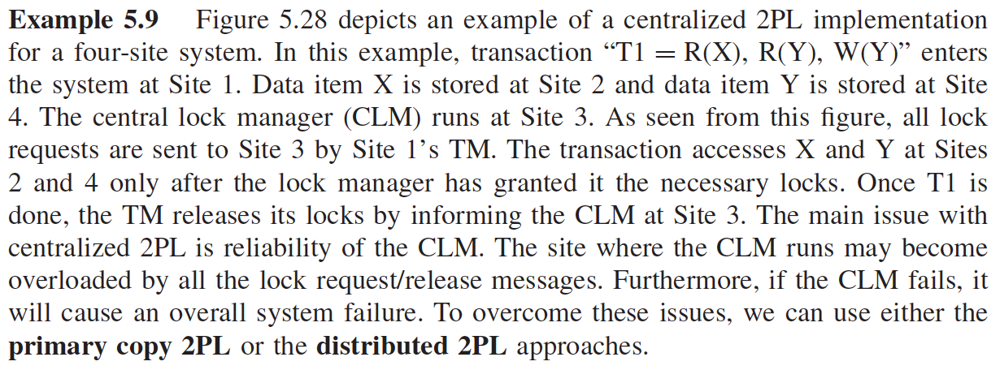 Example 5.9 Figure 5.28 depicts an example of a centralized 2PL implementation
for a four-site system. In this example, transaction “T1 = R(X), R(Y), W(Y)” enters
the system at Site 1. Data item X is stored at Site 2 and data item Y is stored at Site
4. The central lock manager (CLM) runs at Site 3. As seen from this figure, all lock
requests are sent to Site 3 by Site 1’s TM. The transaction accesses X and Y at Sites
2 and 4 only after the lock manager has granted it the necessary locks. Once T1 is
done, the TM releases its locks by informing the CLM at Site 3. The main issue with
centralized 2PL is reliability of the CLM. The site where the CLM runs may become
overloaded by all the lock request/release messages. Furthermore, if the CLM fails, it
will cause an overall system failure. To overcome these issues, we can use either the
primary copy 2PL or the distributed 2PL approaches.